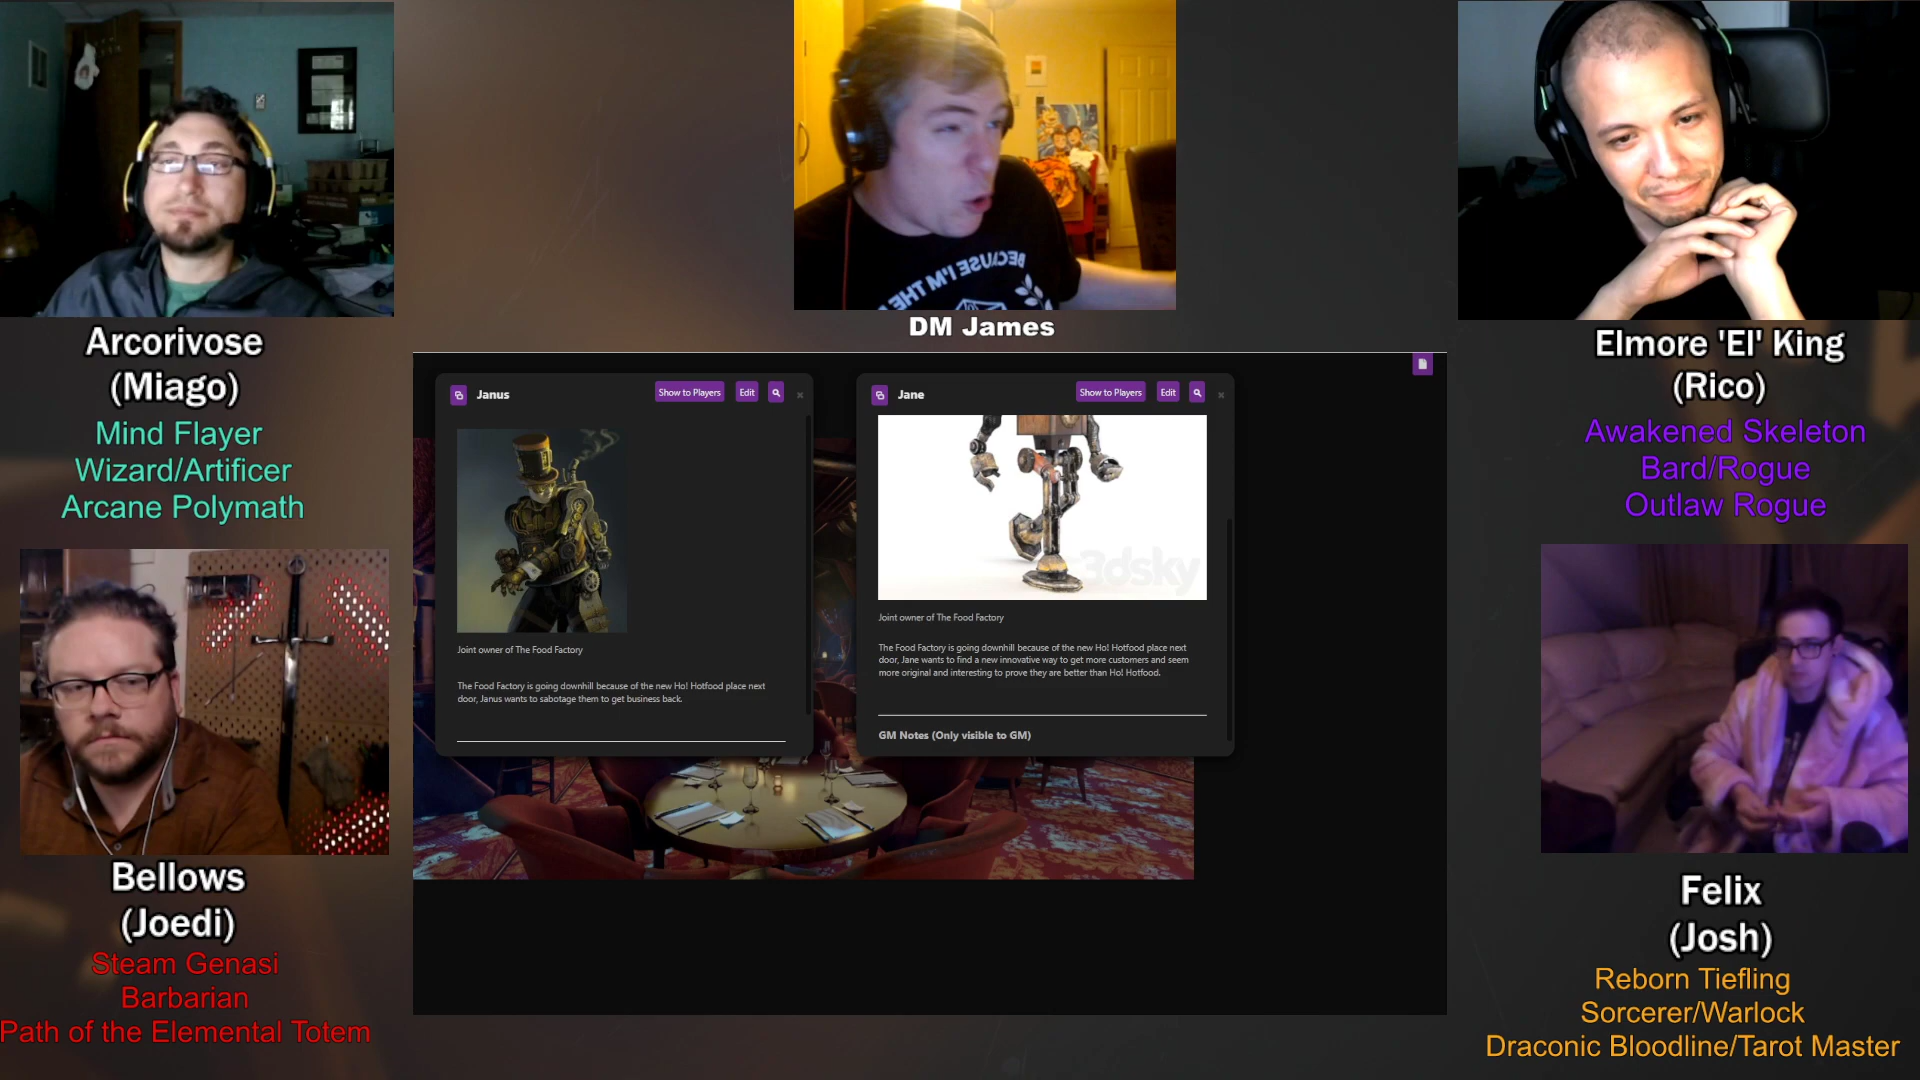 BECAUSE I'M THE
DM James
Arcorivose
(Miago)
Mind Flayer
Wizard/Artificer
Arcane Polymath
Elmore 'El' King
(Rico)
Awakened Skeleton
Bard/Rogue
Outlaw Rogue
Janus
Show to Players
Edit
Joint owner of The Food Factory
The Food Factory is going downhill because of the new Ho! Hotfood place next
door, Janus wants to sabotage them to get business back.
Jane
Show to Players
Edit
3dsky
Joint owner of The Food Factory
The Food Factory is going downhill because of the new Ho! Hotfood place next
door, Jane wants to find a new innovative way to get more customers and seem
more original and interesting to prove they are better than Ho! Hotfood.
GM Notes (Only visible to GM)
Bellows
(Joedi)
Steam Genasi
Barbarian
Path of the Elemental Totem
Felix
(Josh)
Reborn Tiefling
Sorcerer/Warlock
Draconic Bloodline/Tarot Master